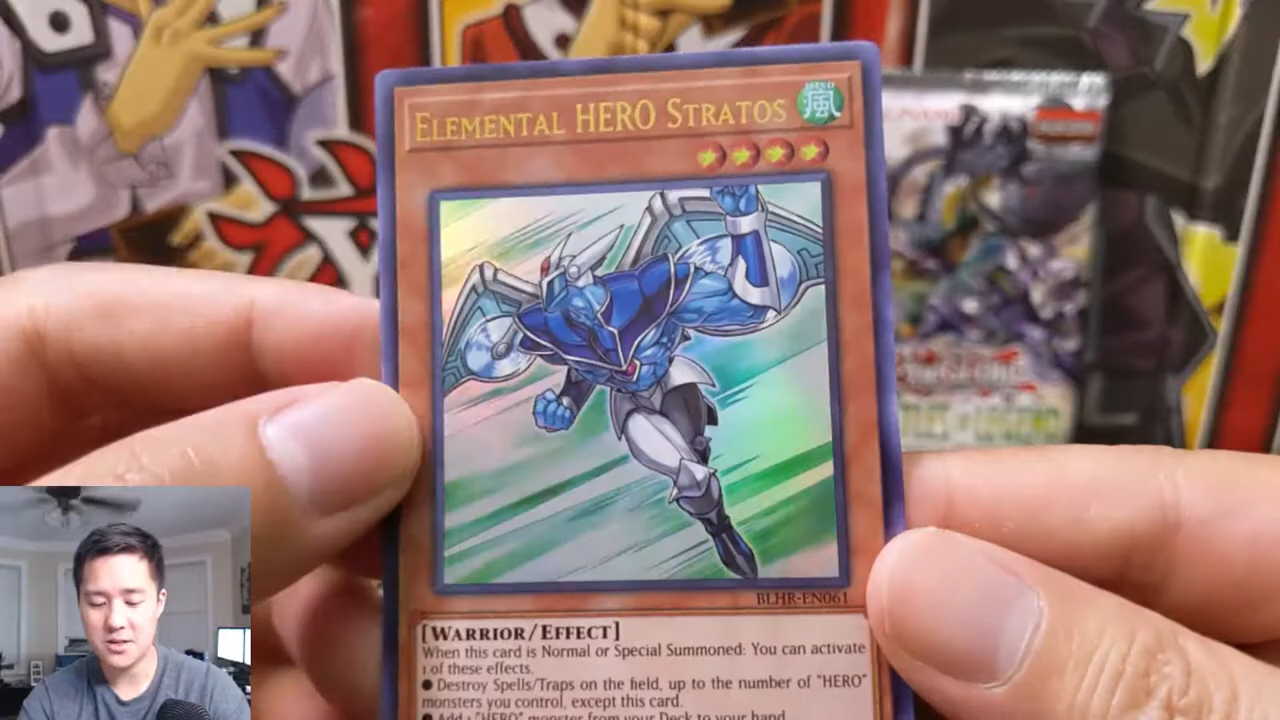 ELEMENTAL HERO STRATOS
WIND
風
BLHR-EN061
[WARRIOR/EFFECT]
When this card is Normal or Special Summoned: You can activate
1 of these effects.
● Destroy Spells/Traps on the field, up to the number of "HERO"
monsters you control, except this card.
● Add 1 "HERO" monster from your Deck to your hand.